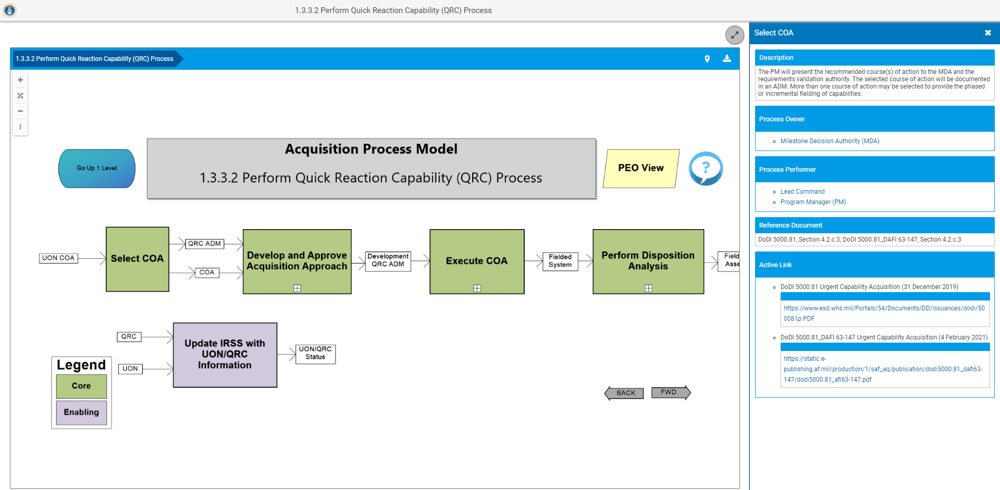 1.3.3.2 Perform Quick Reaction Capability (QRC) Process
1.3.3.2 Perform Quick Reaction Capability (QRC) Process
Acquisition Process Model
1.3.3.2 Perform Quick Reaction Capability (QRC) Process
Go Up 1 Level
PEO View
?
UON COA
Select COA
QRC ADM
COA
Develop and Approve
Acquisition Approach
Development
QRC ADM
Execute COA
Fielded
System
Perform Disposition
Analysis
Field
Asse
QRC
UON
Update IRSS with
UON/QRC
Information
UON/QRC
Status
Legend
Core
Enabling
BACK
FWD
Select COA
Description
The PM will present the recommended course(s) of action to the MDA and the
requirements validation authority. The selected course of action will be documented
in an ADM. More than one course of action may be selected to provide the phased
or incremental fielding of capabilities.
Process Owner
Milestone Decision Authority (MDA)
Process Performer
Lead Command
Program Manager (PM)
Reference Document
DoDI 5000.81, Section 4.2.c.3; DoDI 5000.81_DAFI 63-147, Section 4.2.c.3
Active Link
DoDI 5000.81 Urgent Capability Acquisition (31 December 2019)
https://www.esd.whs.mil/Portals/54/Documents/DD/issuances/dodi/50
0081p.PDF
DoDI 5000.81_DAFI 63-147 Urgent Capability Acquisition (4 February 2021)
https://static.e-
publishing.af.mil/production/1/saf_aq/publication/dodi5000.81_dafi63-
147/dodi5000.81_afi63-147.pdf